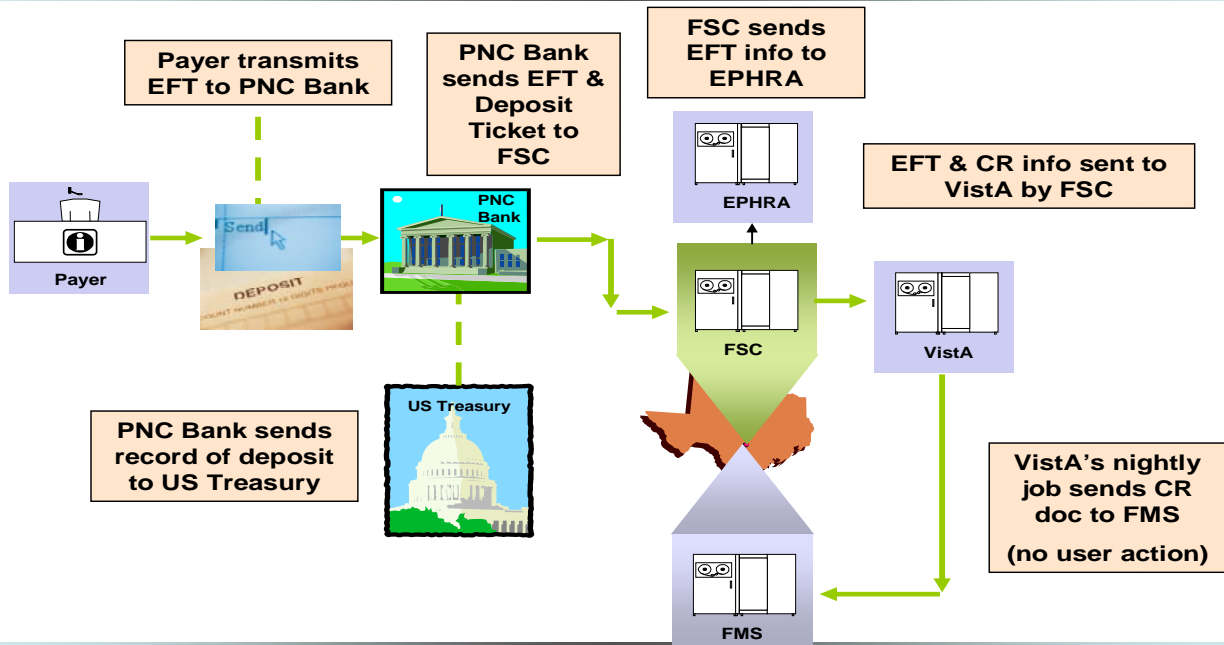 Payer transmits
EFT to PNC Bank
PNC Bank
sends EFT &
Deposit
Ticket to
FSC
FSC sends
EFT info to
EPHRA
EFT & CR info sent to
VistA by FSC
EPHRA
Payer
Send
DEPOSIT
PNC
Bank
FSC
VistA
US Treasury
PNC Bank sends
record of deposit
to US Treasury
VistA’s nightly
job sends CR
doc to FMS
(no user action)
FMS